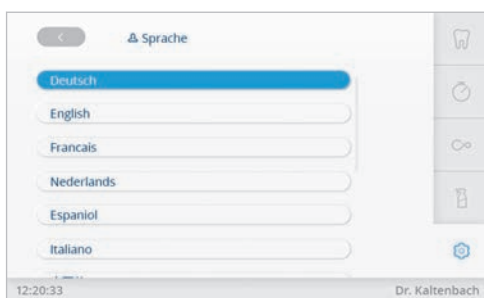 Sprache
Deutsch
English
Francais
Nederlands
Espaniol
Italiano
12:20:33
Dr. Kaltenbach